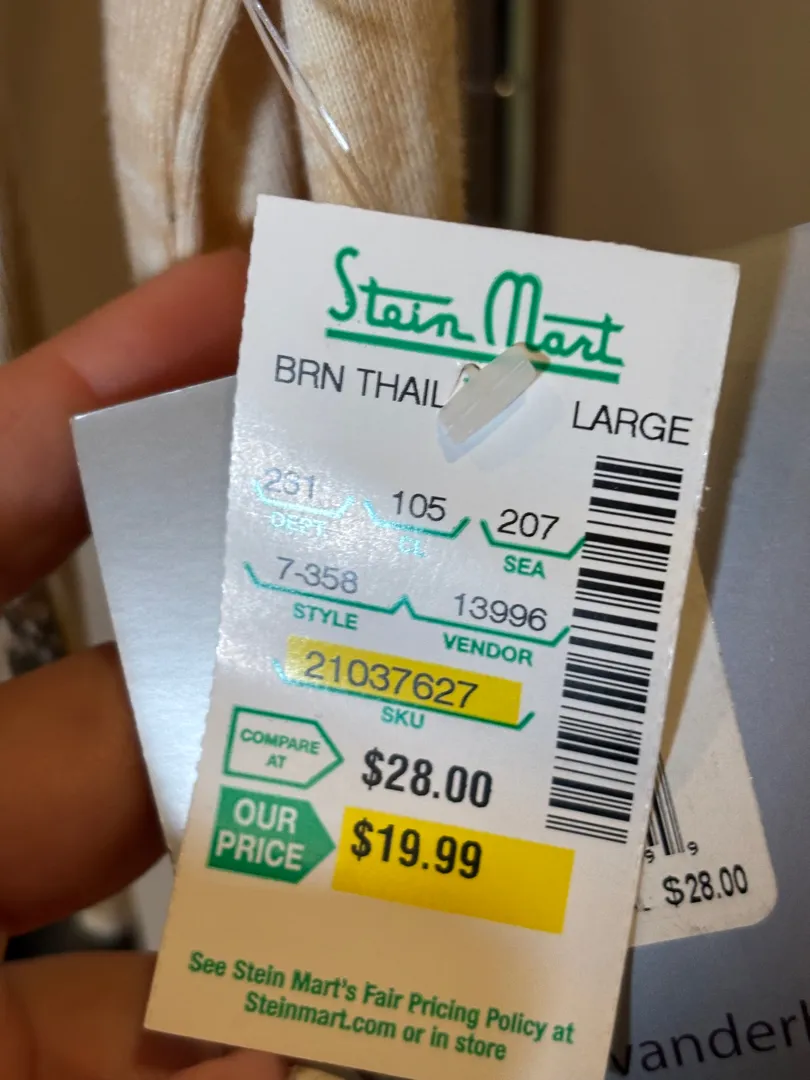 Stein Mart
BRN THAIL
LARGE
231 105 207
DEPT CL SEA
7-358 13996
STYLE VENDOR
21037627
SKU
COMPARE
AT
$28.00
OUR
PRICE
$19.99
See Stein Mart's Fair Pricing Policy at
Steinmart.com or in store
9 9
$28.00